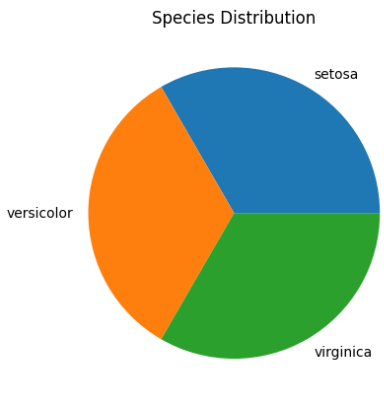 Species Distribution
setosa
versicolor
virginica